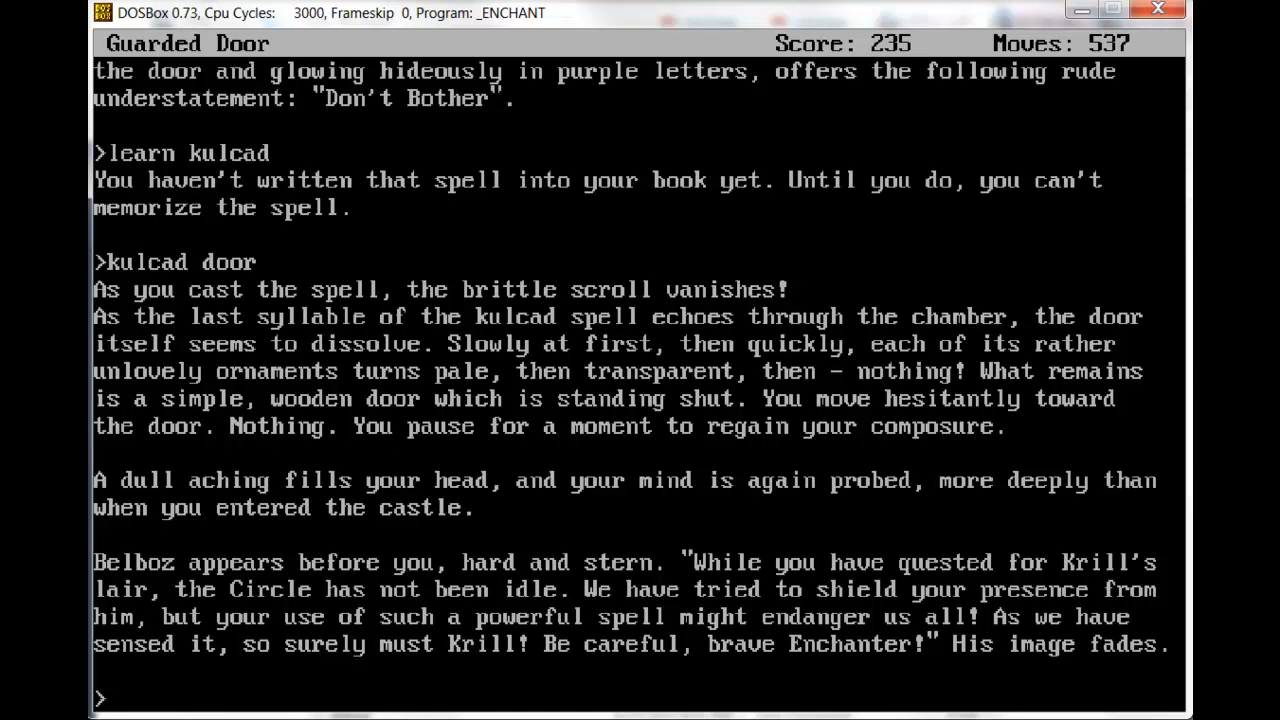 DOSBox 0.73, Cpu Cycles: 3000, Frameskip 0, Program: _ENCHANT
Guarded Door Score: 235 Moves: 537
the door and glowing hideously in purple letters, offers the following rude
understatement: "Don't Bother".
>learn kulcad
You haven't written that spell into your book yet. Until you do, you can't
memorize the spell.
>kulcad door
As you cast the spell, the brittle scroll vanishes!
As the last syllable of the kulcad spell echoes through the chamber, the door
itself seems to dissolve. Slowly at first, then quickly, each of its rather
unlovely ornaments turns pale, then transparent, then - nothing! What remains
is a simple, wooden door which is standing shut. You move hesitantly toward
the door. Nothing. You pause for a moment to regain your composure.
A dull aching fills your head, and your mind is again probed, more deeply than
when you entered the castle.
Belboz appears before you, hard and stern. "While you have quested for Krill's
lair, the Circle has not been idle. We have tried to shield your presence from
him, but your use of such a powerful spell might endanger us all! As we have
sensed it, so surely must Krill! Be careful, brave Enchanter!" His image fades.
>